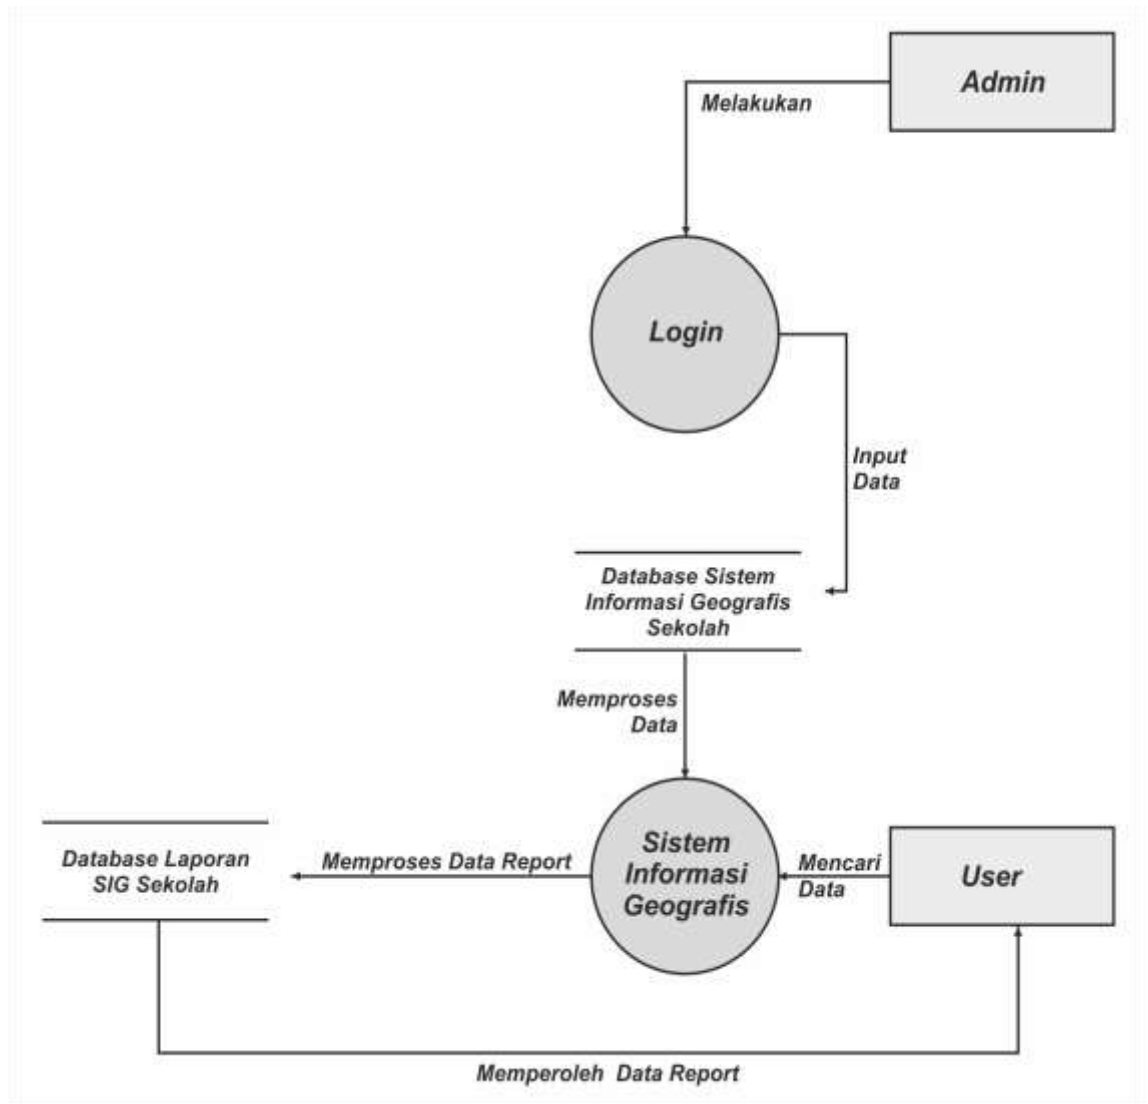 Admin
Melakukan
Login
Input
Data
Database Sistem
Informasi Geografis
Sekolah
Memproses
Data
Sistem
Informasi
Geografis
Mencari
Data
User
Memproses Data Report
Database Laporan
SIG Sekolah
Memperoleh Data Report